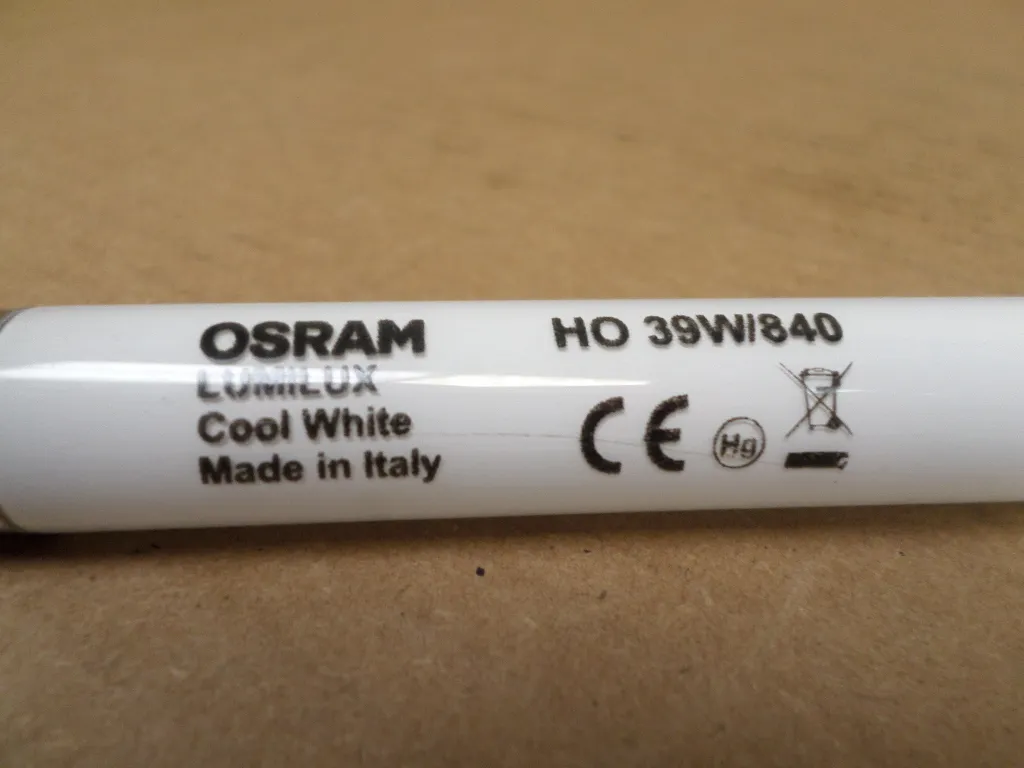 OSRAM
LUMILUX
Cool White
Made in Italy
HO 39W/840
CE Hg